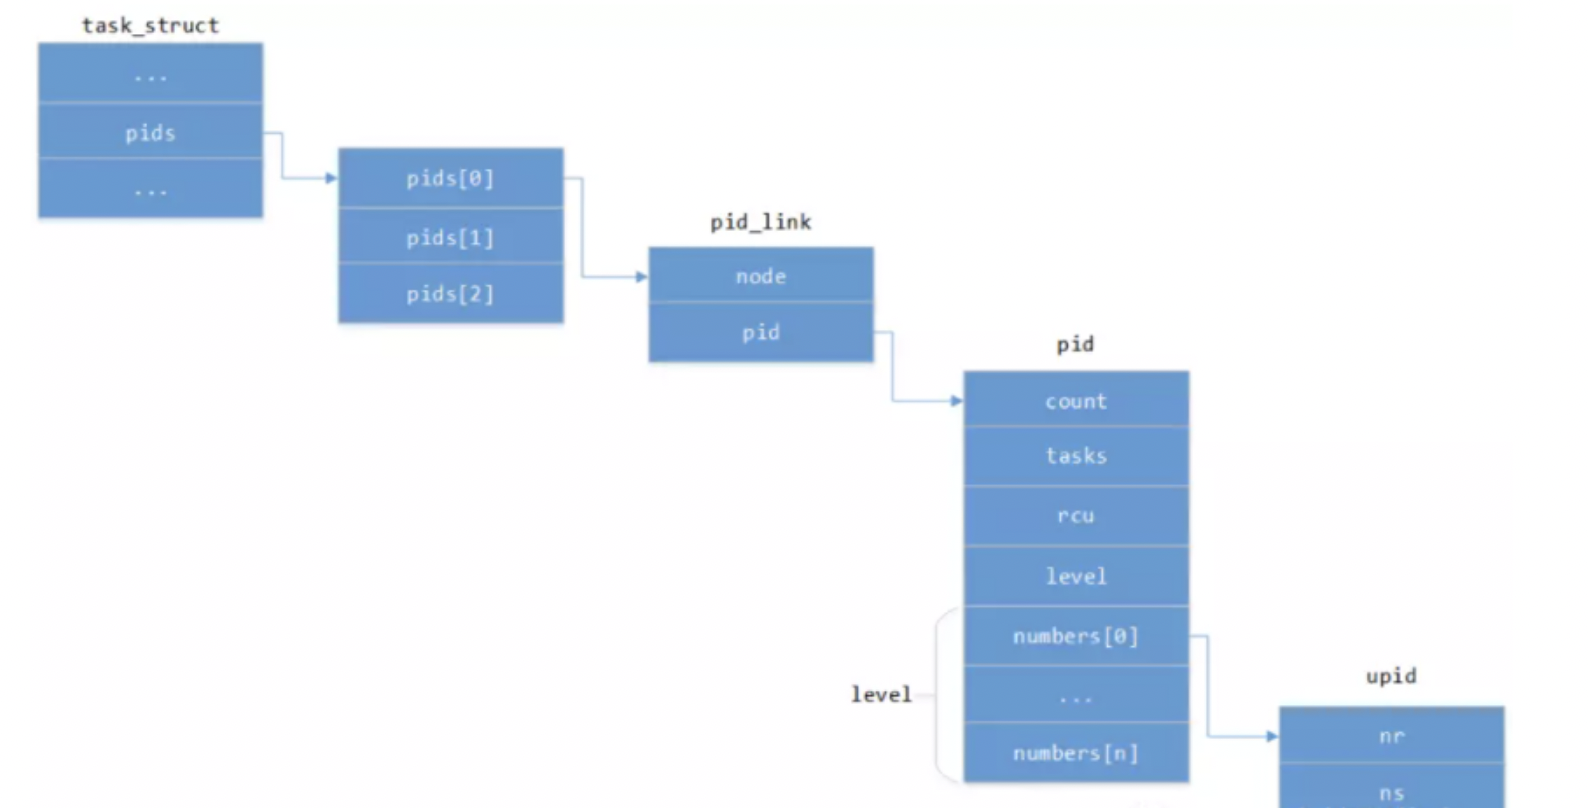 task_struct
...
pids
...
pids[0]
pids[1]
pids[2]
pid_link
node
pid
pid
count
tasks
rcu
level
numbers[0]
...
numbers[n]
level
upid
nr
ns